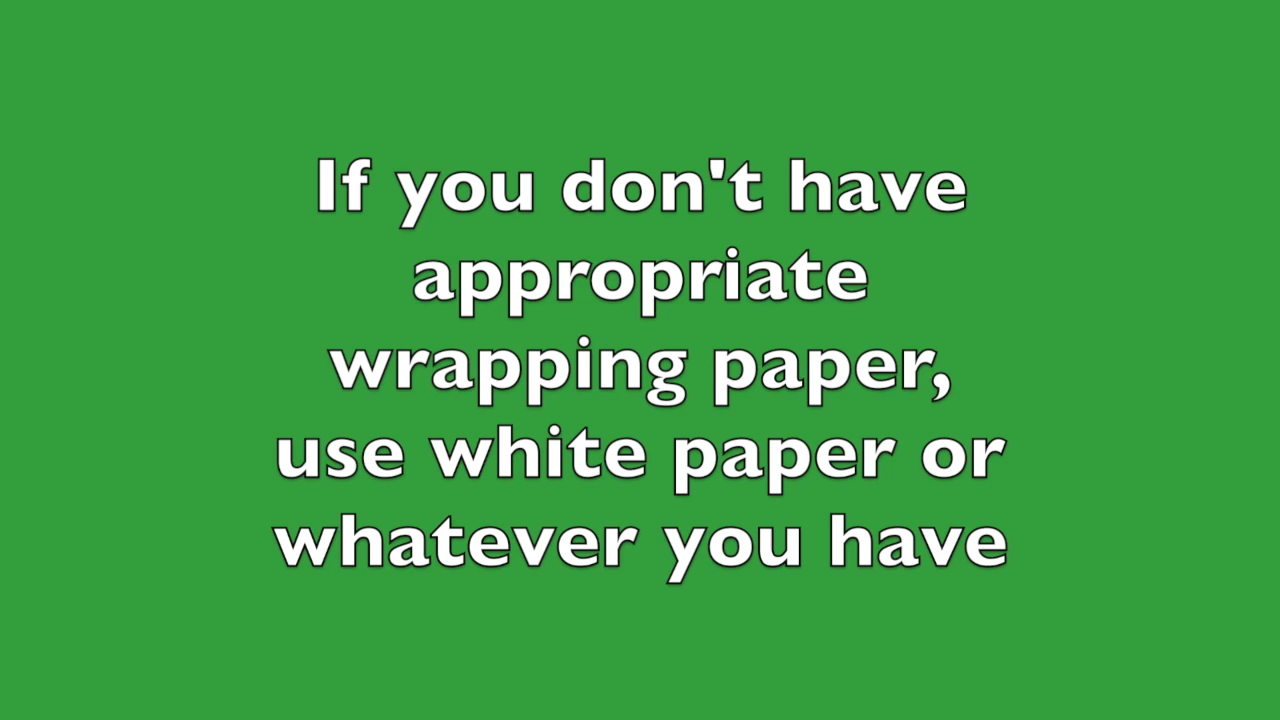 If you don't have
appropriate
wrapping paper,
use white paper or
whatever you have